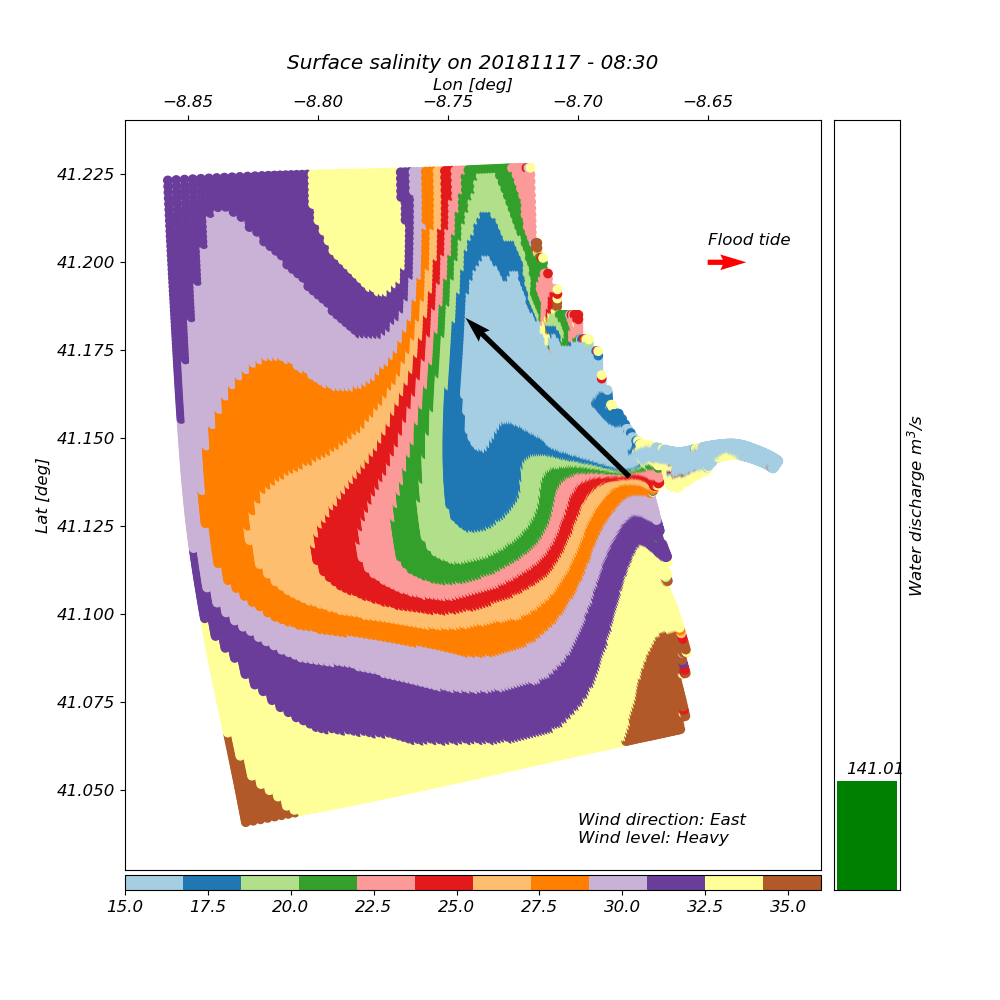 Surface salinity on 20181117 - 08:30
Lon [deg]
−8.85 −8.80 −8.75 −8.70 −8.65
41.225
41.200
41.175
41.150
41.125
41.100
41.075
41.050
Lat [deg]
Flood tide
Water discharge m³/s
141.01
Wind direction: East
Wind level: Heavy
15.0 17.5 20.0 22.5 25.0 27.5 30.0 32.5 35.0